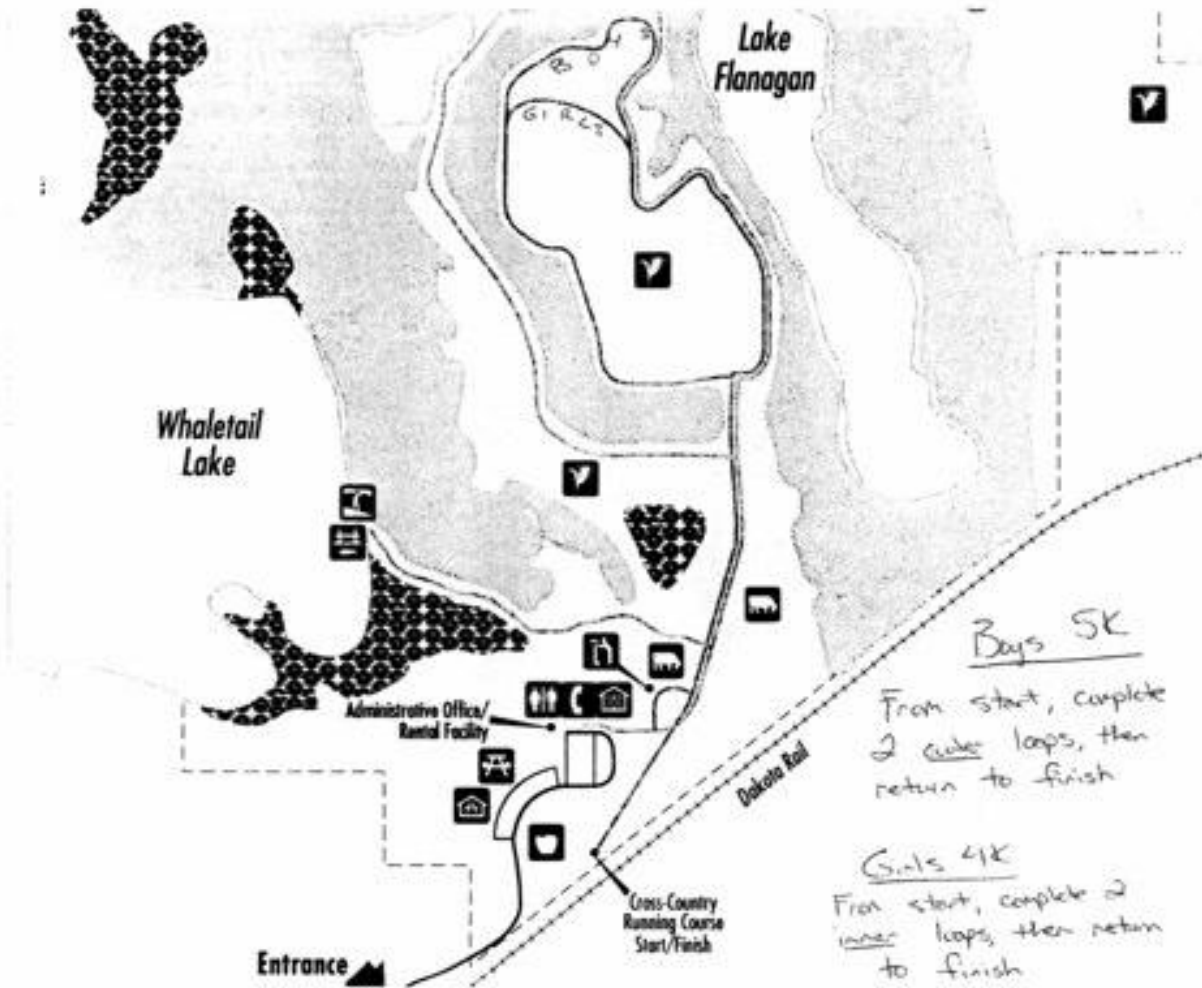 Lake
Flanagan
BOYS
GIRLS
Whaletail
Lake
Administrative Office/
Rental Facility
Dakota Rail
Cross-Country
Running Course
Start/Finish
Entrance
Boys 5K
From start, complete
2 outer loops, then
return to finish
Girls 4K
From start, complete 2
inner loops, then return
to finish